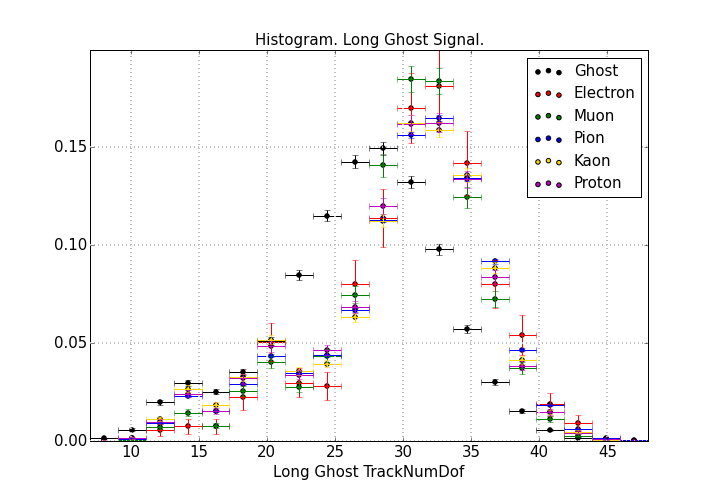 Histogram. Long Ghost Signal.
Ghost
Electron
Muon
Pion
Kaon
Proton
0.15
0.10
0.05
0.00
10 15 20 25 30 35 40 45
Long Ghost TrackNumDof